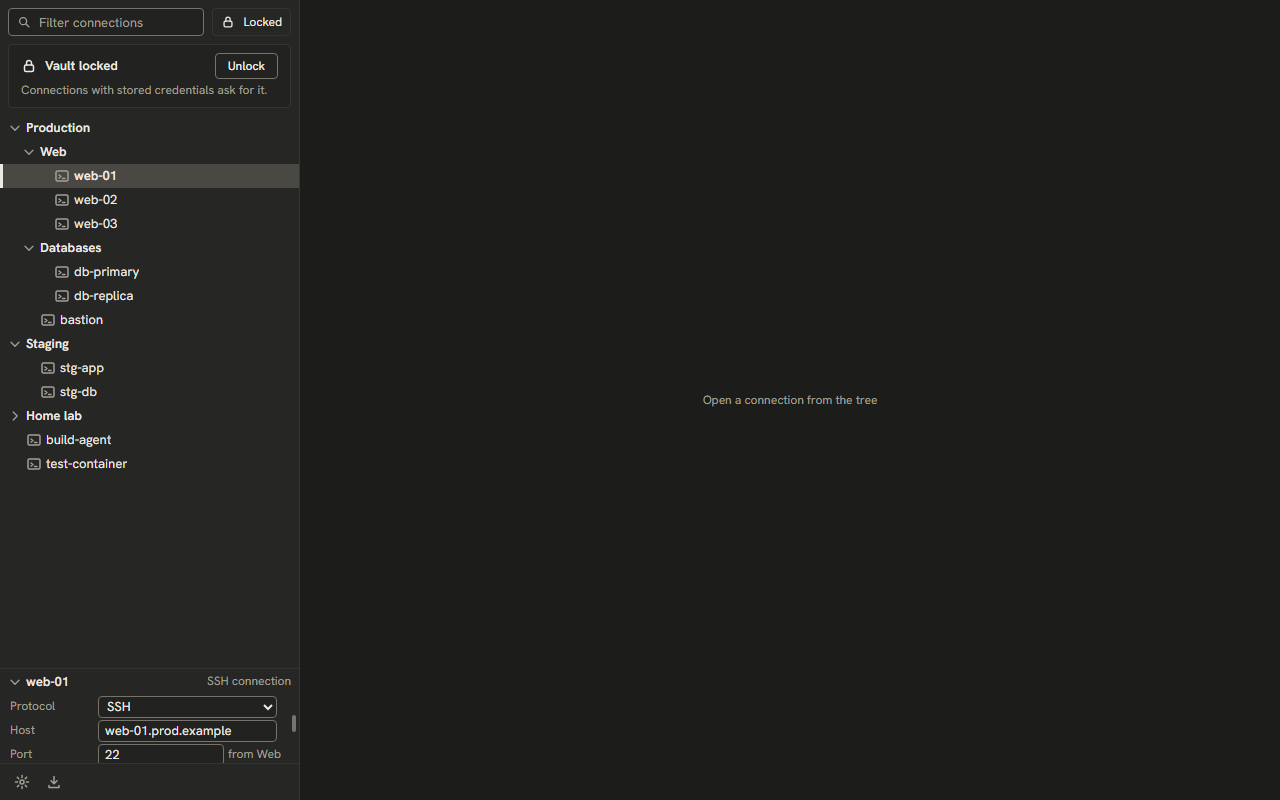 Filter connections
Locked
Vault locked
Unlock
Connections with stored credentials ask for it.
Production
Web
web-01
web-02
web-03
Databases
db-primary
db-replica
bastion
Staging
stg-app
stg-db
Home lab
build-agent
test-container
Open a connection from the tree
web-01 SSH connection
Protocol SSH
Host web-01.prod.example
Port 22 from Web